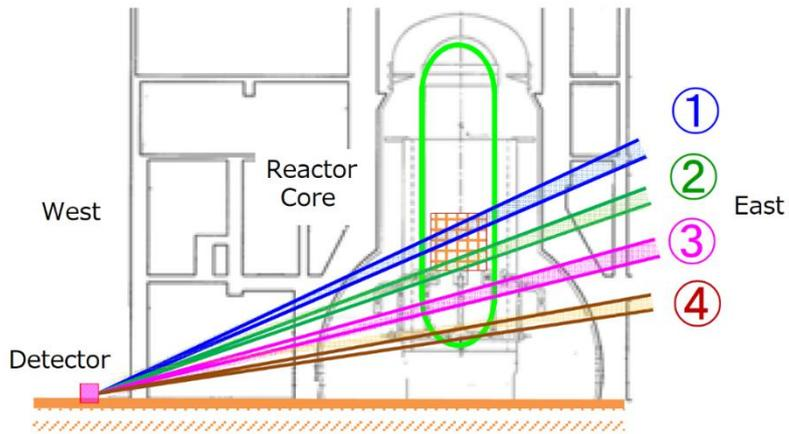 ①
Reactor
Core
②
West
East
③
④
Detector